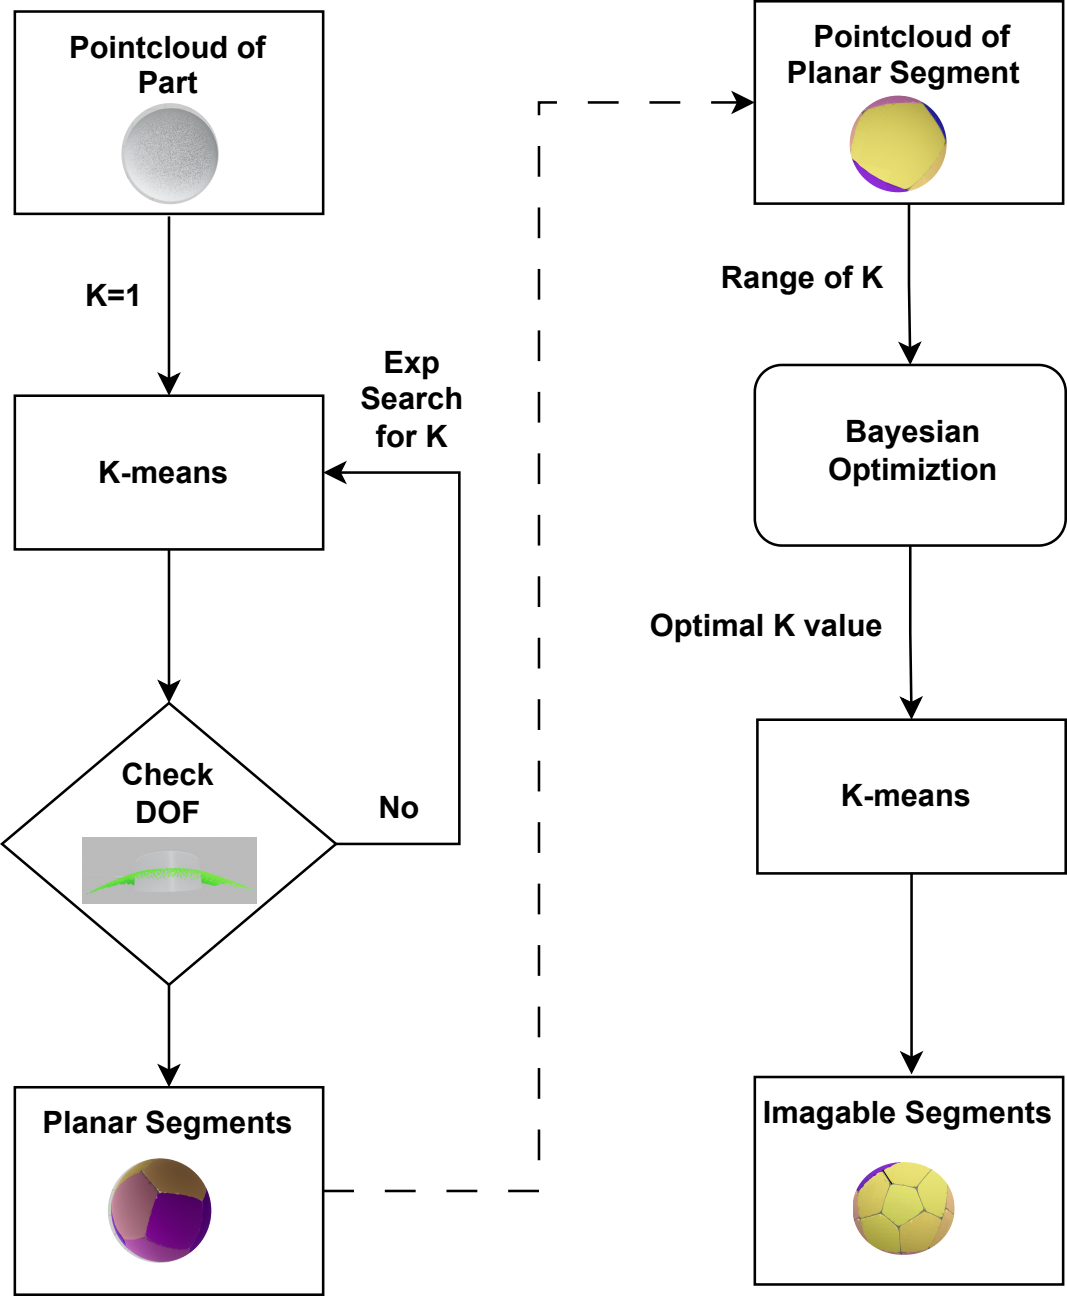 Pointcloud of
Part
K=1
Exp
Search
for K
K-means
Check
DOF
No
Planar Segments
Pointcloud of
Planar Segment
Range of K
Bayesian
Optimiztion
Optimal K value
K-means
Imagable Segments